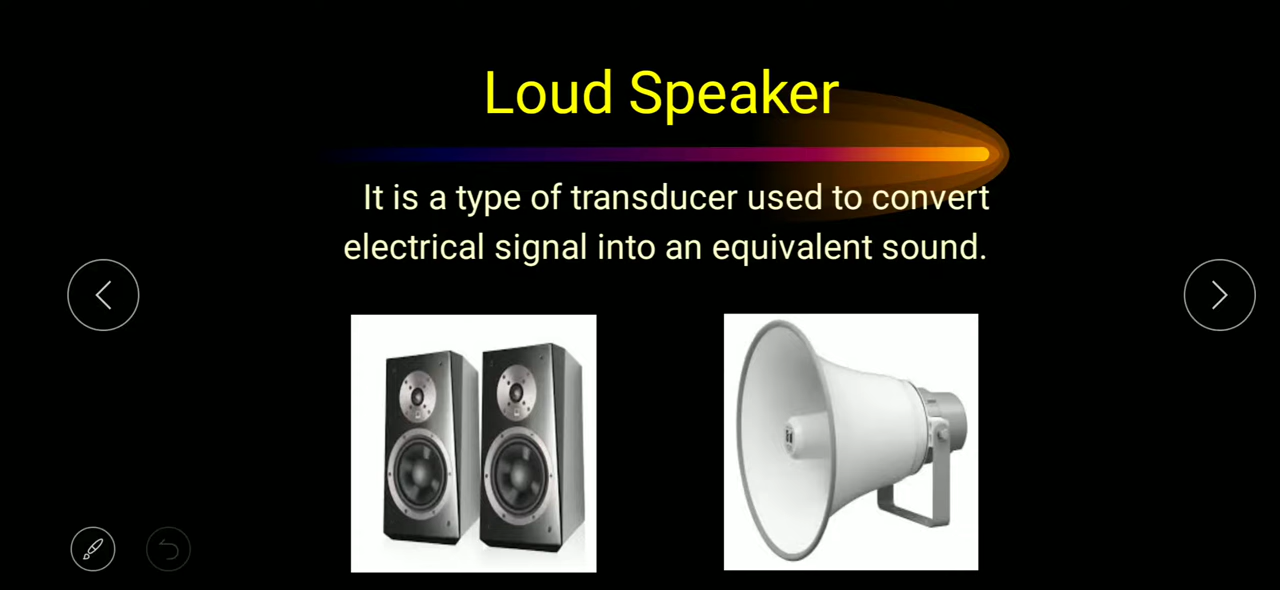 Loud Speaker
It is a type of transducer used to convert
electrical signal into an equivalent sound.